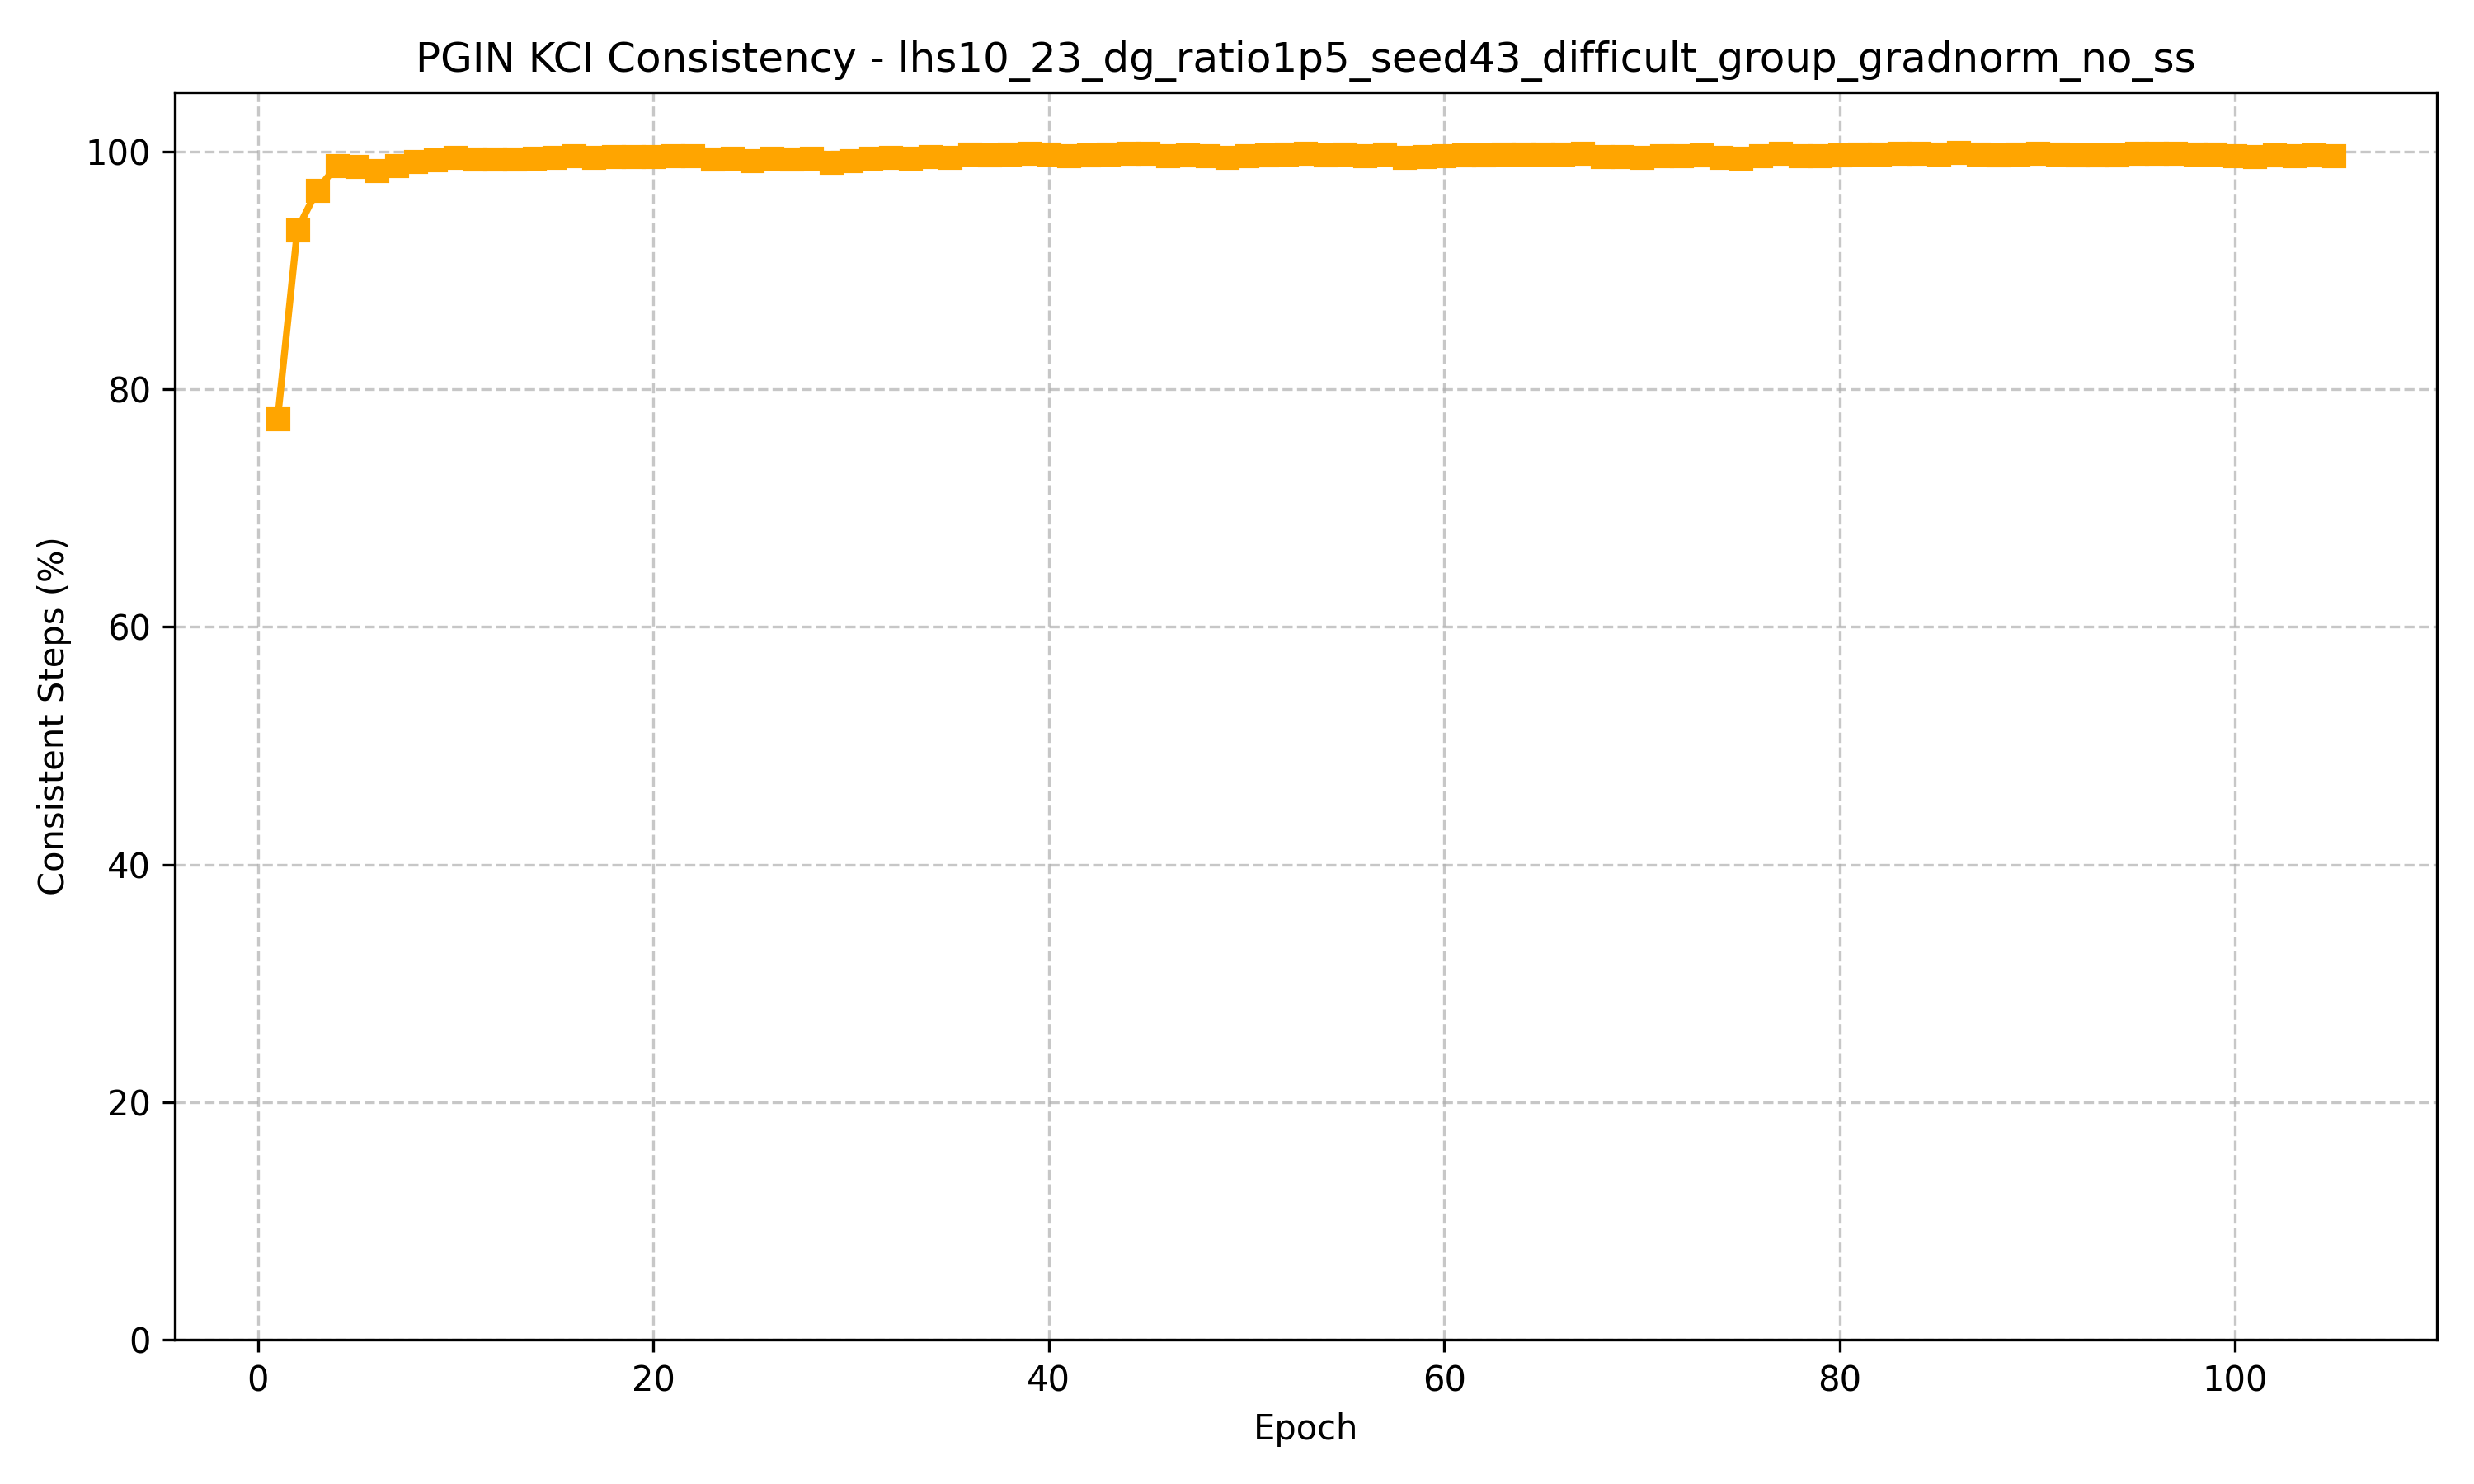 PGIN KCI Consistency - lhs10_23_dg_ratio1p5_seed43_difficult_group_gradnorm_no_ss
100
80
60
40
20
0
Consistent Steps (%)
0 20 40 60 80 100
Epoch